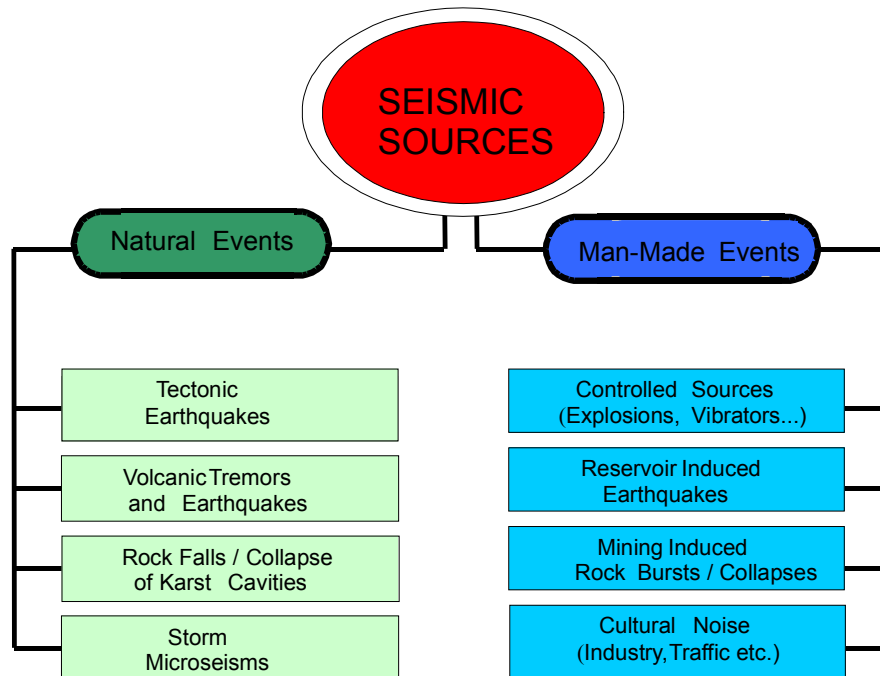 SEISMIC
SOURCES
Natural Events
Man-Made Events
Tectonic
Earthquakes
Volcanic Tremors
and Earthquakes
Rock Falls / Collapse
of Karst Cavities
Storm
Microseisms
Controlled Sources
(Explosions, Vibrators...)
Reservoir Induced
Earthquakes
Mining Induced
Rock Bursts / Collapses
Cultural Noise
(Industry, Traffic etc.)